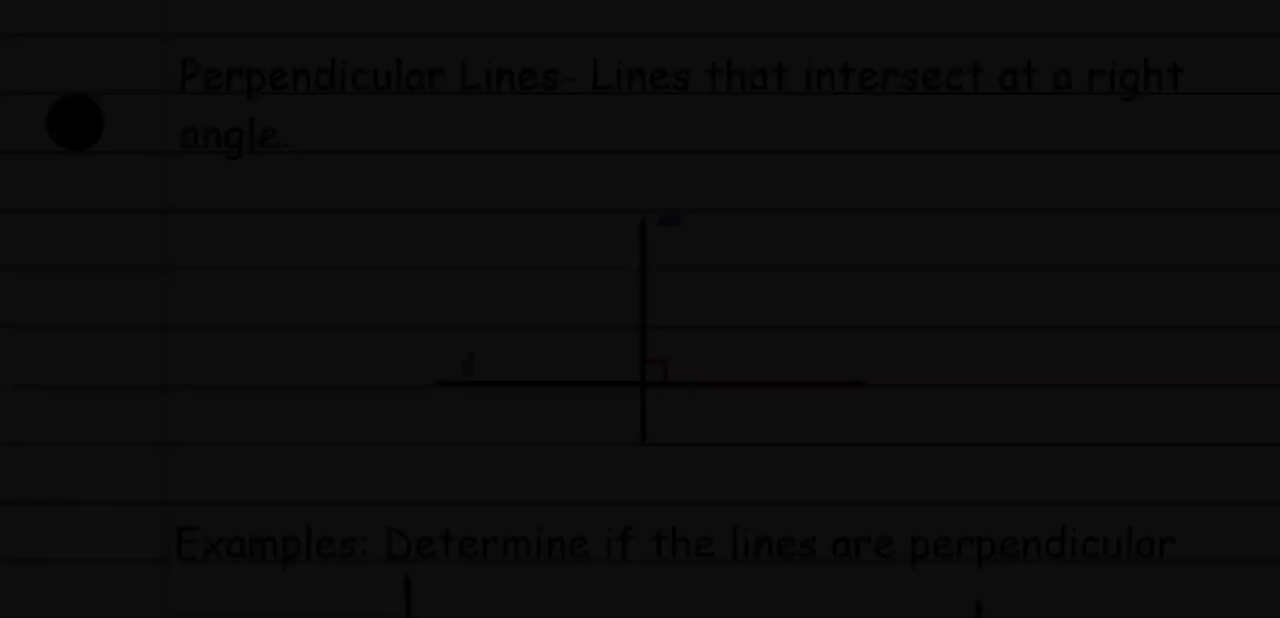 Perpendicular Lines- Lines that intersect at a right
angle.
m
Examples: Determine if the lines are perpendicular